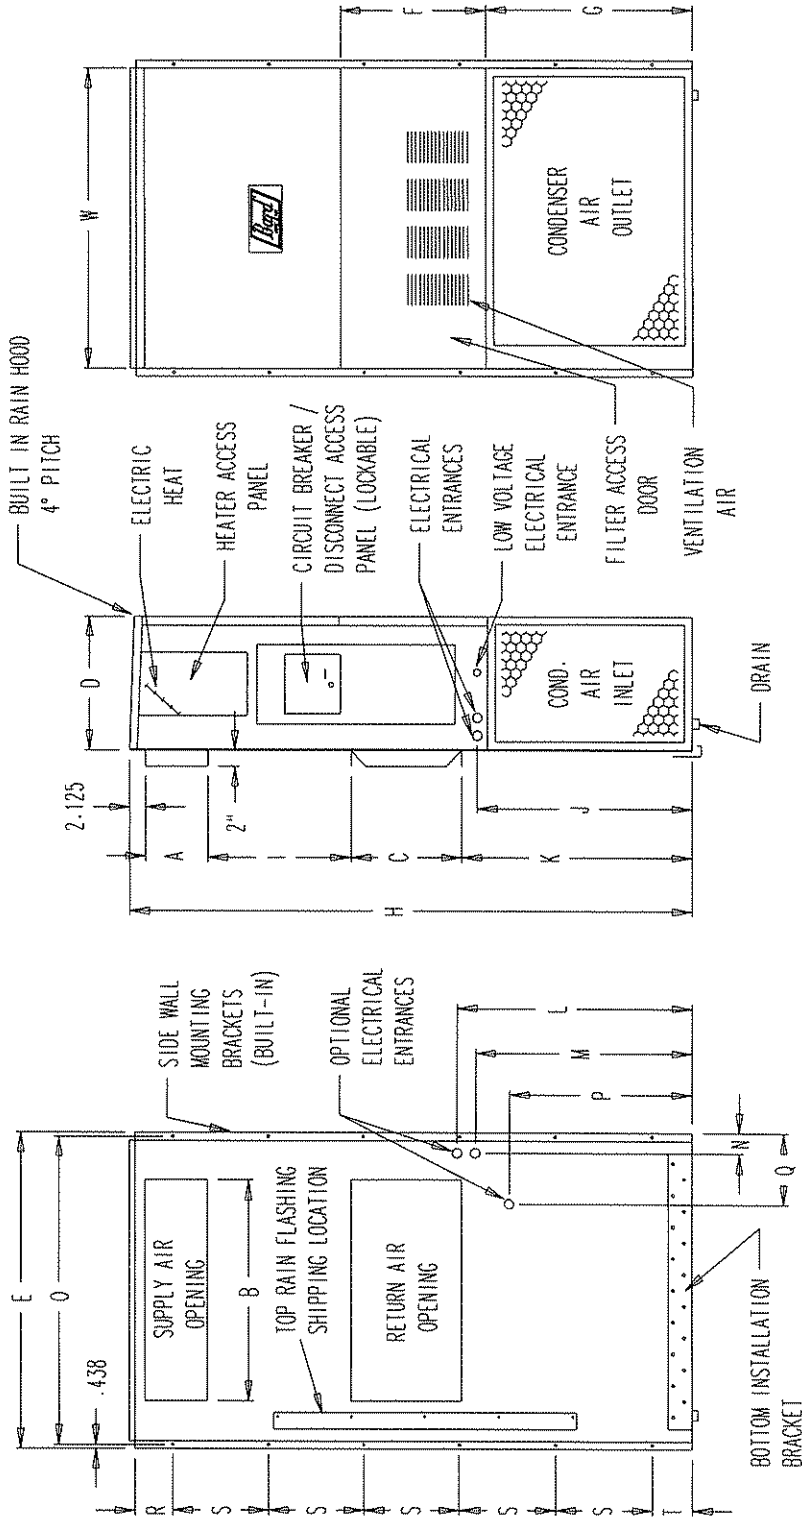 E
O
.438
SUPPLY AIR
OPENING
B
TOP RAIN FLASHING
SHIPPING LOCATION
RETURN AIR
OPENING
R
S
S
S
S
S
T
SIDE WALL
MOUNTING
BRACKETS
(BUILT-IN)
OPTIONAL
ELECTRICAL
ENTRANCES
L
M
P
N
Q
BOTTOM INSTALLATION
BRACKET
H
2.125
A
2"
I
C
K
J
D
BUILT IN RAIN HOOD
4° PITCH
ELECTRIC
HEAT
HEATER ACCESS
PANEL
CIRCUIT BREAKER /
DISCONNECT ACCESS
PANEL (LOCKABLE)
ELECTRICAL
ENTRANCES
LOW VOLTAGE
ELECTRICAL
ENTRANCE
COND.
AIR
INLET
DRAIN
W
Bard
F
G
CONDENSER
AIR
OUTLET
FILTER ACCESS
DOOR
VENTILATION
AIR